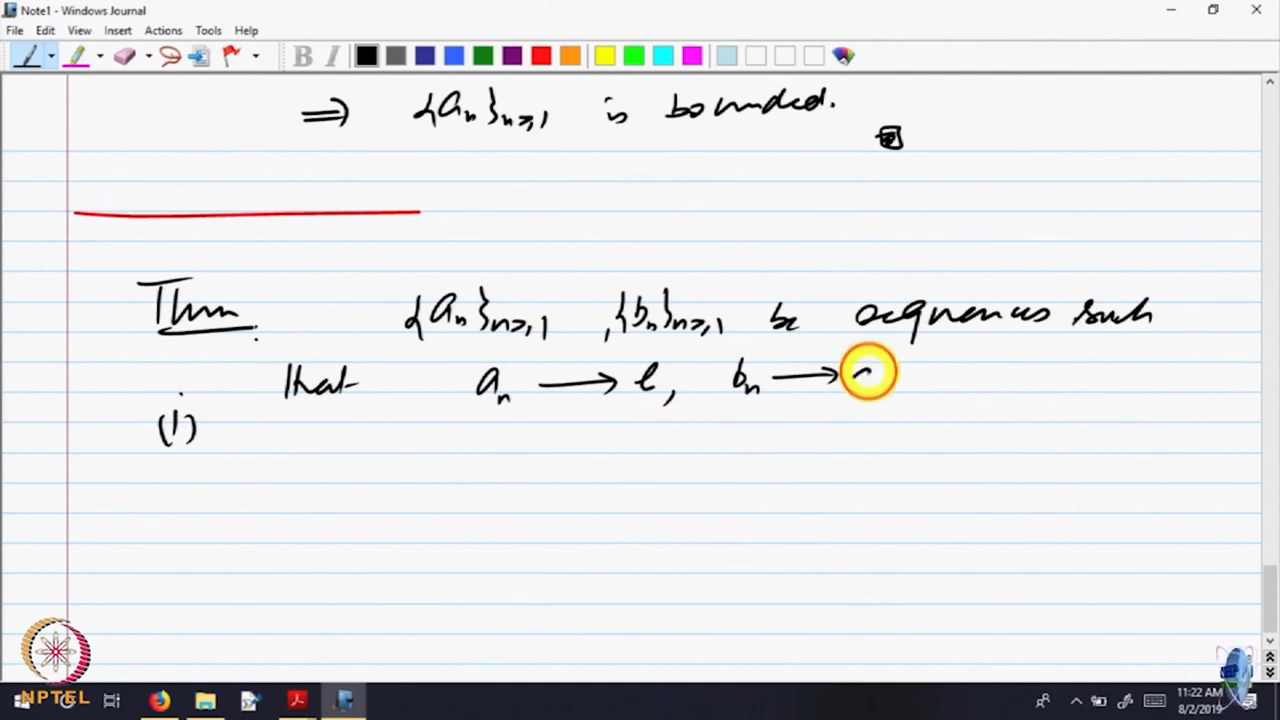 Note1 - Windows Journal
File Edit View Insert Actions Tools Help
B I
⇒ {aₙ}ₙ≥₁ is bounded.
Thm {aₙ}ₙ≥₁ , {bₙ}ₙ≥₁ be sequences such
that aₙ → l, bₙ →
(1)
NPTEL
11:22 AM
8/2/2019